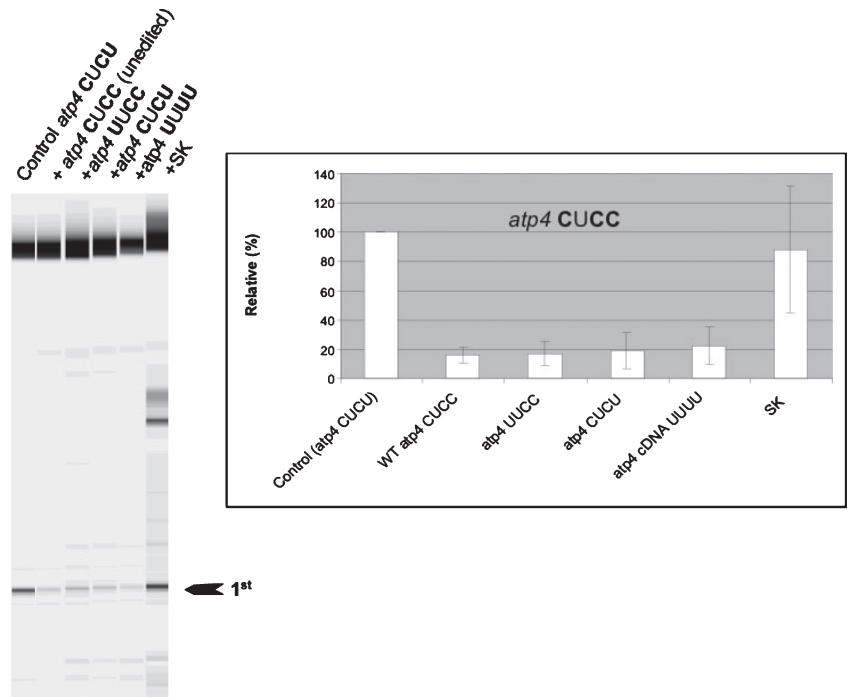 Control atp4 CUCU
+ atp4 CUCC (unedited)
+atp4 UUCC
+atp4 CUCU
+atp4 UUUU
+SK
1st
atp4 CUCC
Relative (%)
140
120
100
80
60
40
20
0
Control (atp4 CUCU)
WT atp4 CUCC
atp4 UUCC
atp4 CUCU
atp4 cDNA UUUU
SK